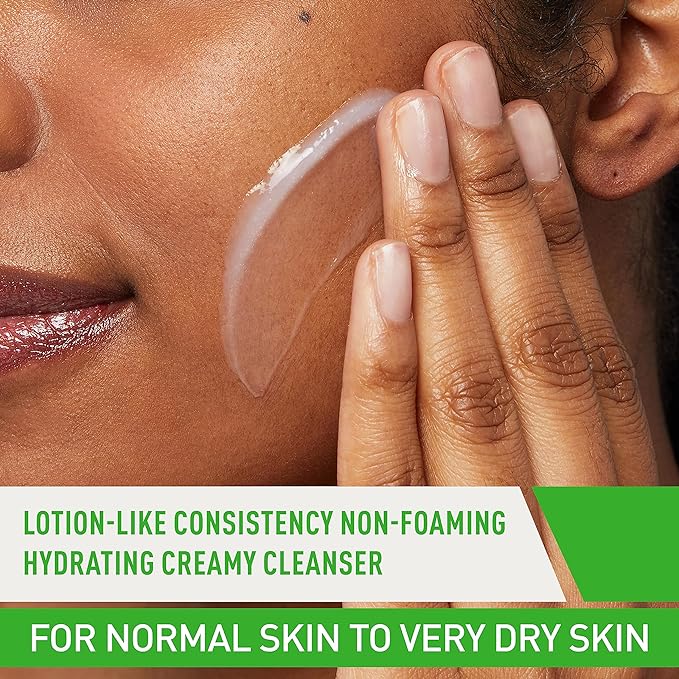 LOTION-LIKE CONSISTENCY NON-FOAMING
HYDRATING CREAMY CLEANSER
FOR NORMAL SKIN TO VERY DRY SKIN